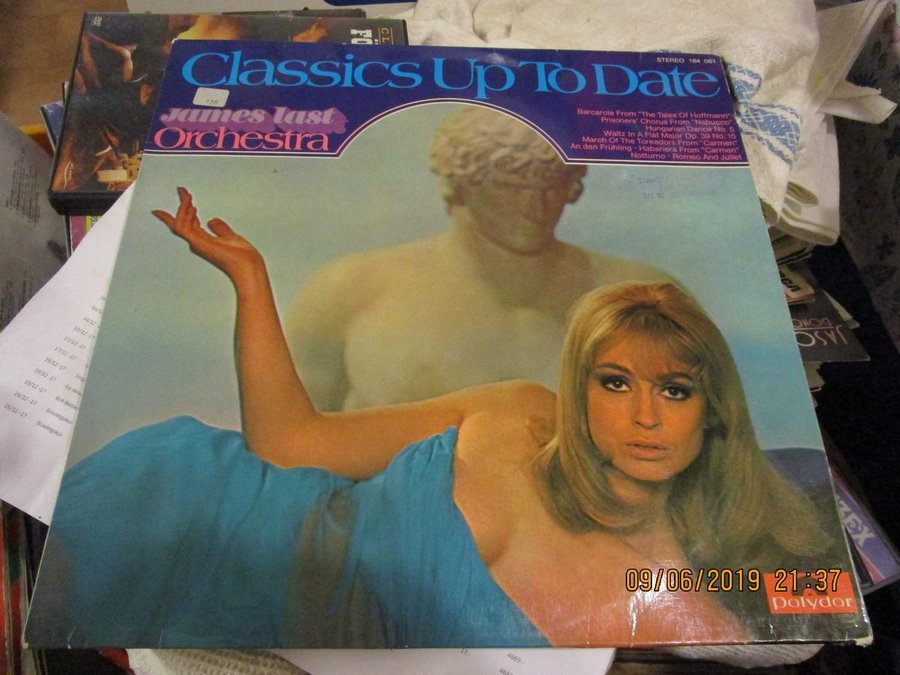 Classics Up To Date
STEREO 184 061
James Last
Orchestra
Barcarole From "The Tales Of Hoffmann"
Prisoners' Chorus From "Nabucco"
Hungarian Dance No. 5
Waltz In A Flat Major Op. 39 No. 15
March Of The Toreadors From "Carmen"
An den Frühling · Habanera From "Carmen"
Notturno · Romeo And Juliet
JASO
09/06/2019 21:37
Polydor